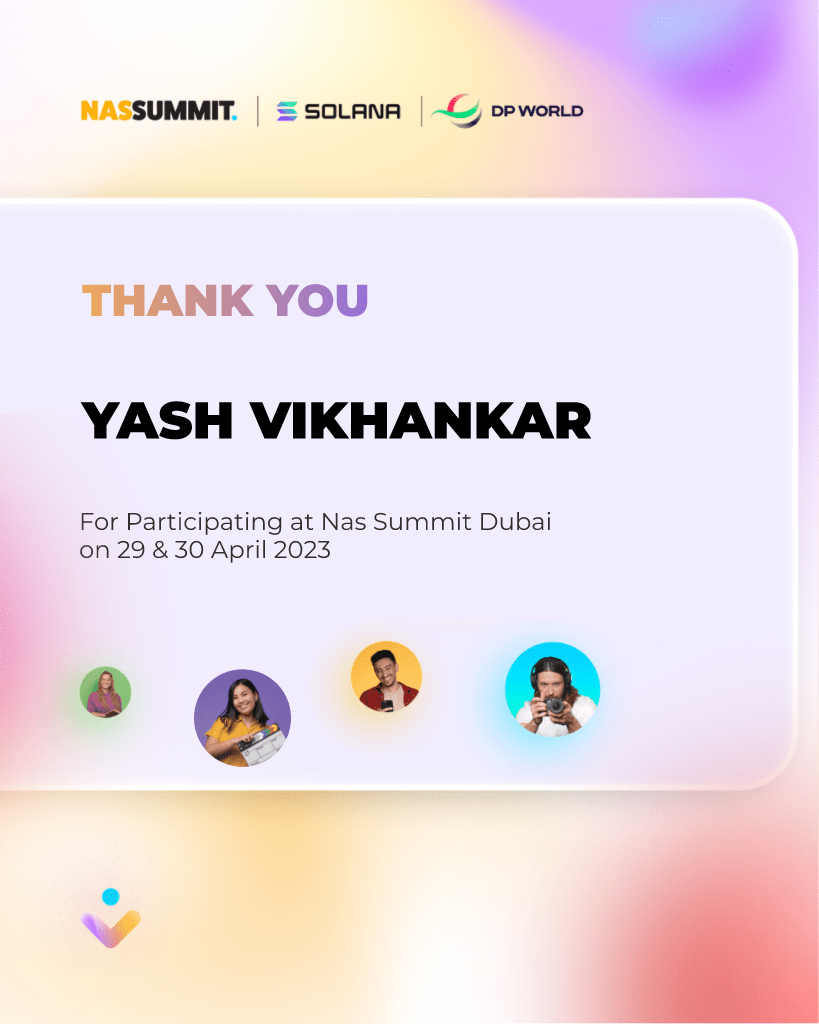 NASSUMMIT. SOLANA DP WORLD
THANK YOU
YASH VIKHANKAR
For Participating at Nas Summit Dubai
on 29 & 30 April 2023